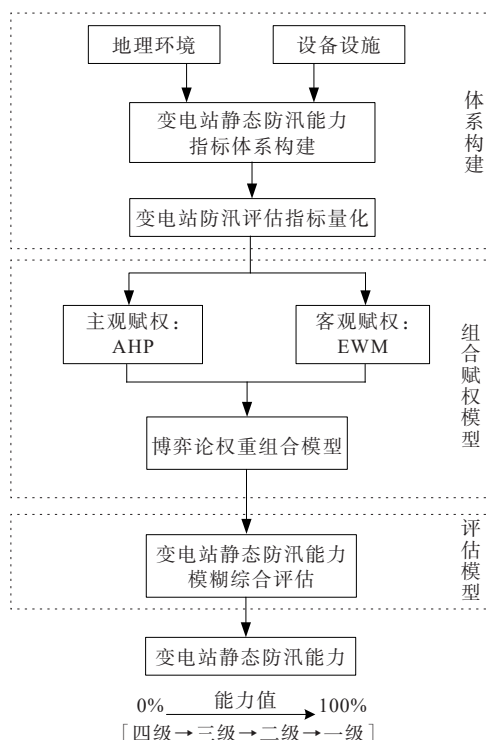 地理环境
设备设施
变电站静态防汛能力
指标体系构建
变电站防汛评估指标量化
体系构建
主观赋权：
AHP
客观赋权：
EWM
博弈论权重组合模型
组合赋权模型
变电站静态防汛能力
模糊综合评估
评估模型
变电站静态防汛能力
0% 能力值 100%
[四级→三级→二级→一级]